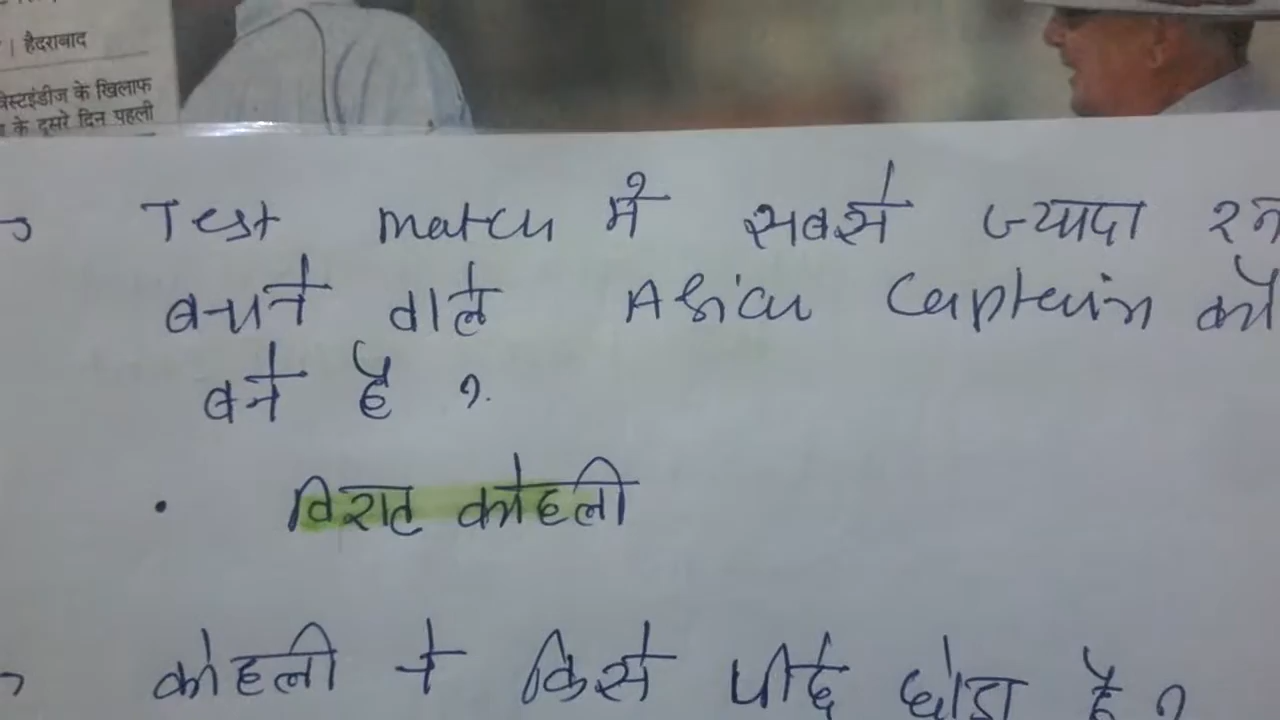 | हैदराबाद
वेस्टइंडीज के खिलाफ
के दूसरे दिन पहली
→ Test match में सबसे ज्यादा रन
बनाने वाले Asian Captain कौ
बने है ?
• विराट कोहली
→ कोहली ने किसे पीछे छोड़ा है ?